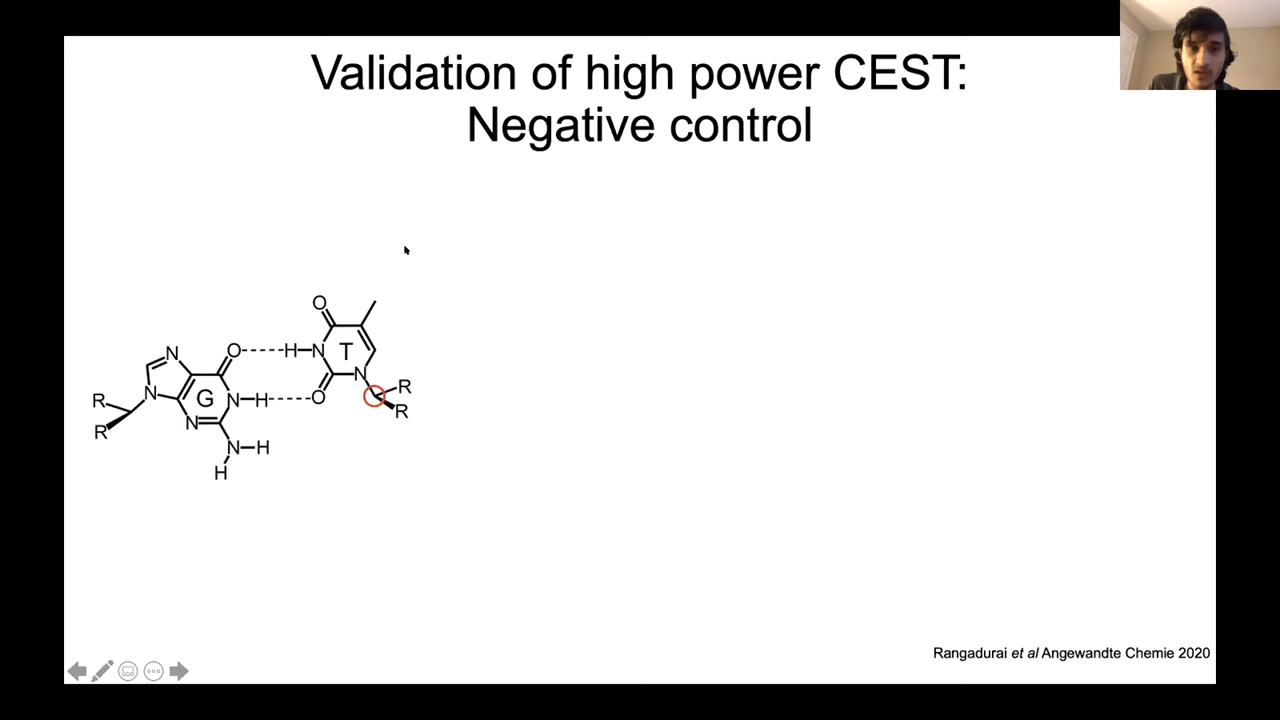 Validation of high power CEST:
Negative control
O
N O H N T
R N G N H O N R
R N R
N H
H
Rangadurai et al Angewandte Chemie 2020